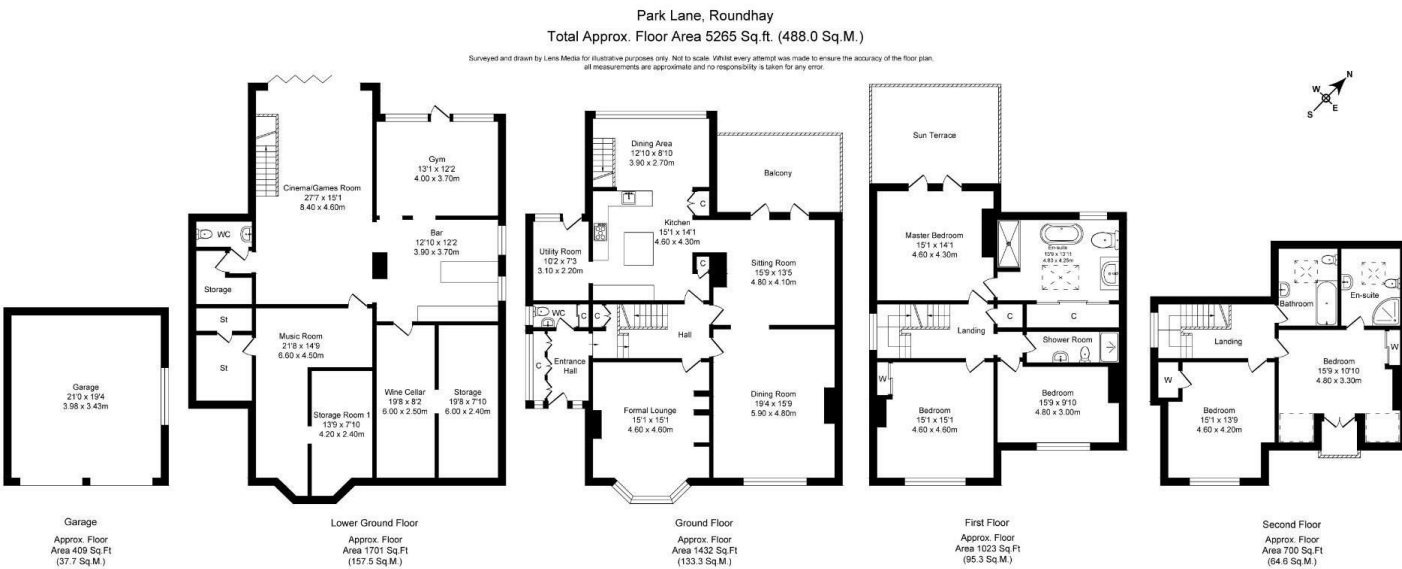 Park Lane, Roundhay
Total Approx. Floor Area 5265 Sq.ft. (488.0 Sq.M.)
Surveyed and drawn by Lens Media for illustrative purposes only. Not to scale. Whilst every attempt was made to ensure the accuracy of the floor plan,
all measurements are approximate and no responsibility is taken for any error.
N
W
E
S
Garage
21'0 x 19'4
3.98 x 3.43m
Garage
Approx. Floor
Area 409 Sq.Ft
(37.7 Sq.M.)
Cinema/Games Room
27'7 x 15'1
8.40 x 4.60m
Gym
13'1 x 12'2
4.00 x 3.70m
WC
Bar
12'10 x 12'2
3.90 x 3.70m
Storage
St
St
Music Room
21'8 x 14'9
6.60 x 4.50m
Storage Room 1
13'9 x 7'10
4.20 x 2.40m
Wine Cellar
19'8 x 8'2
6.00 x 2.50m
Storage
19'8 x 7'10
6.00 x 2.40m
Lower Ground Floor
Approx. Floor
Area 1701 Sq.Ft
(157.5 Sq.M.)
Dining Area
12'10 x 8'10
3.90 x 2.70m
Balcony
C
Kitchen
15'1 x 14'1
4.60 x 4.30m
Utility Room
10'2 x 7'3
3.10 x 2.20m
C
Sitting Room
15'9 x 13'5
4.80 x 4.10m
WC
C
C
Hall
C
Entrance
Hall
Formal Lounge
15'1 x 15'1
4.60 x 4.60m
Dining Room
19'4 x 15'9
5.90 x 4.80m
Ground Floor
Approx. Floor
Area 1432 Sq.Ft
(133.3 Sq.M.)
Sun Terrace
Master Bedroom
15'1 x 14'1
4.60 x 4.30m
En-suite
15'9 x 13'11
4.83 x 4.25m
C
C
Landing
Shower Room
W
Bedroom
15'1 x 15'1
4.60 x 4.60m
Bedroom
15'9 x 9'10
4.80 x 3.00m
First Floor
Approx. Floor
Area 1023 Sq.Ft
(95.3 Sq.M.)
Bathroom
En-suite
Landing
W
W
Bedroom
15'9 x 10'10
4.80 x 3.30m
Bedroom
15'1 x 13'9
4.60 x 4.20m
Second Floor
Approx. Floor
Area 700 Sq.Ft
(64.6 Sq.M.)